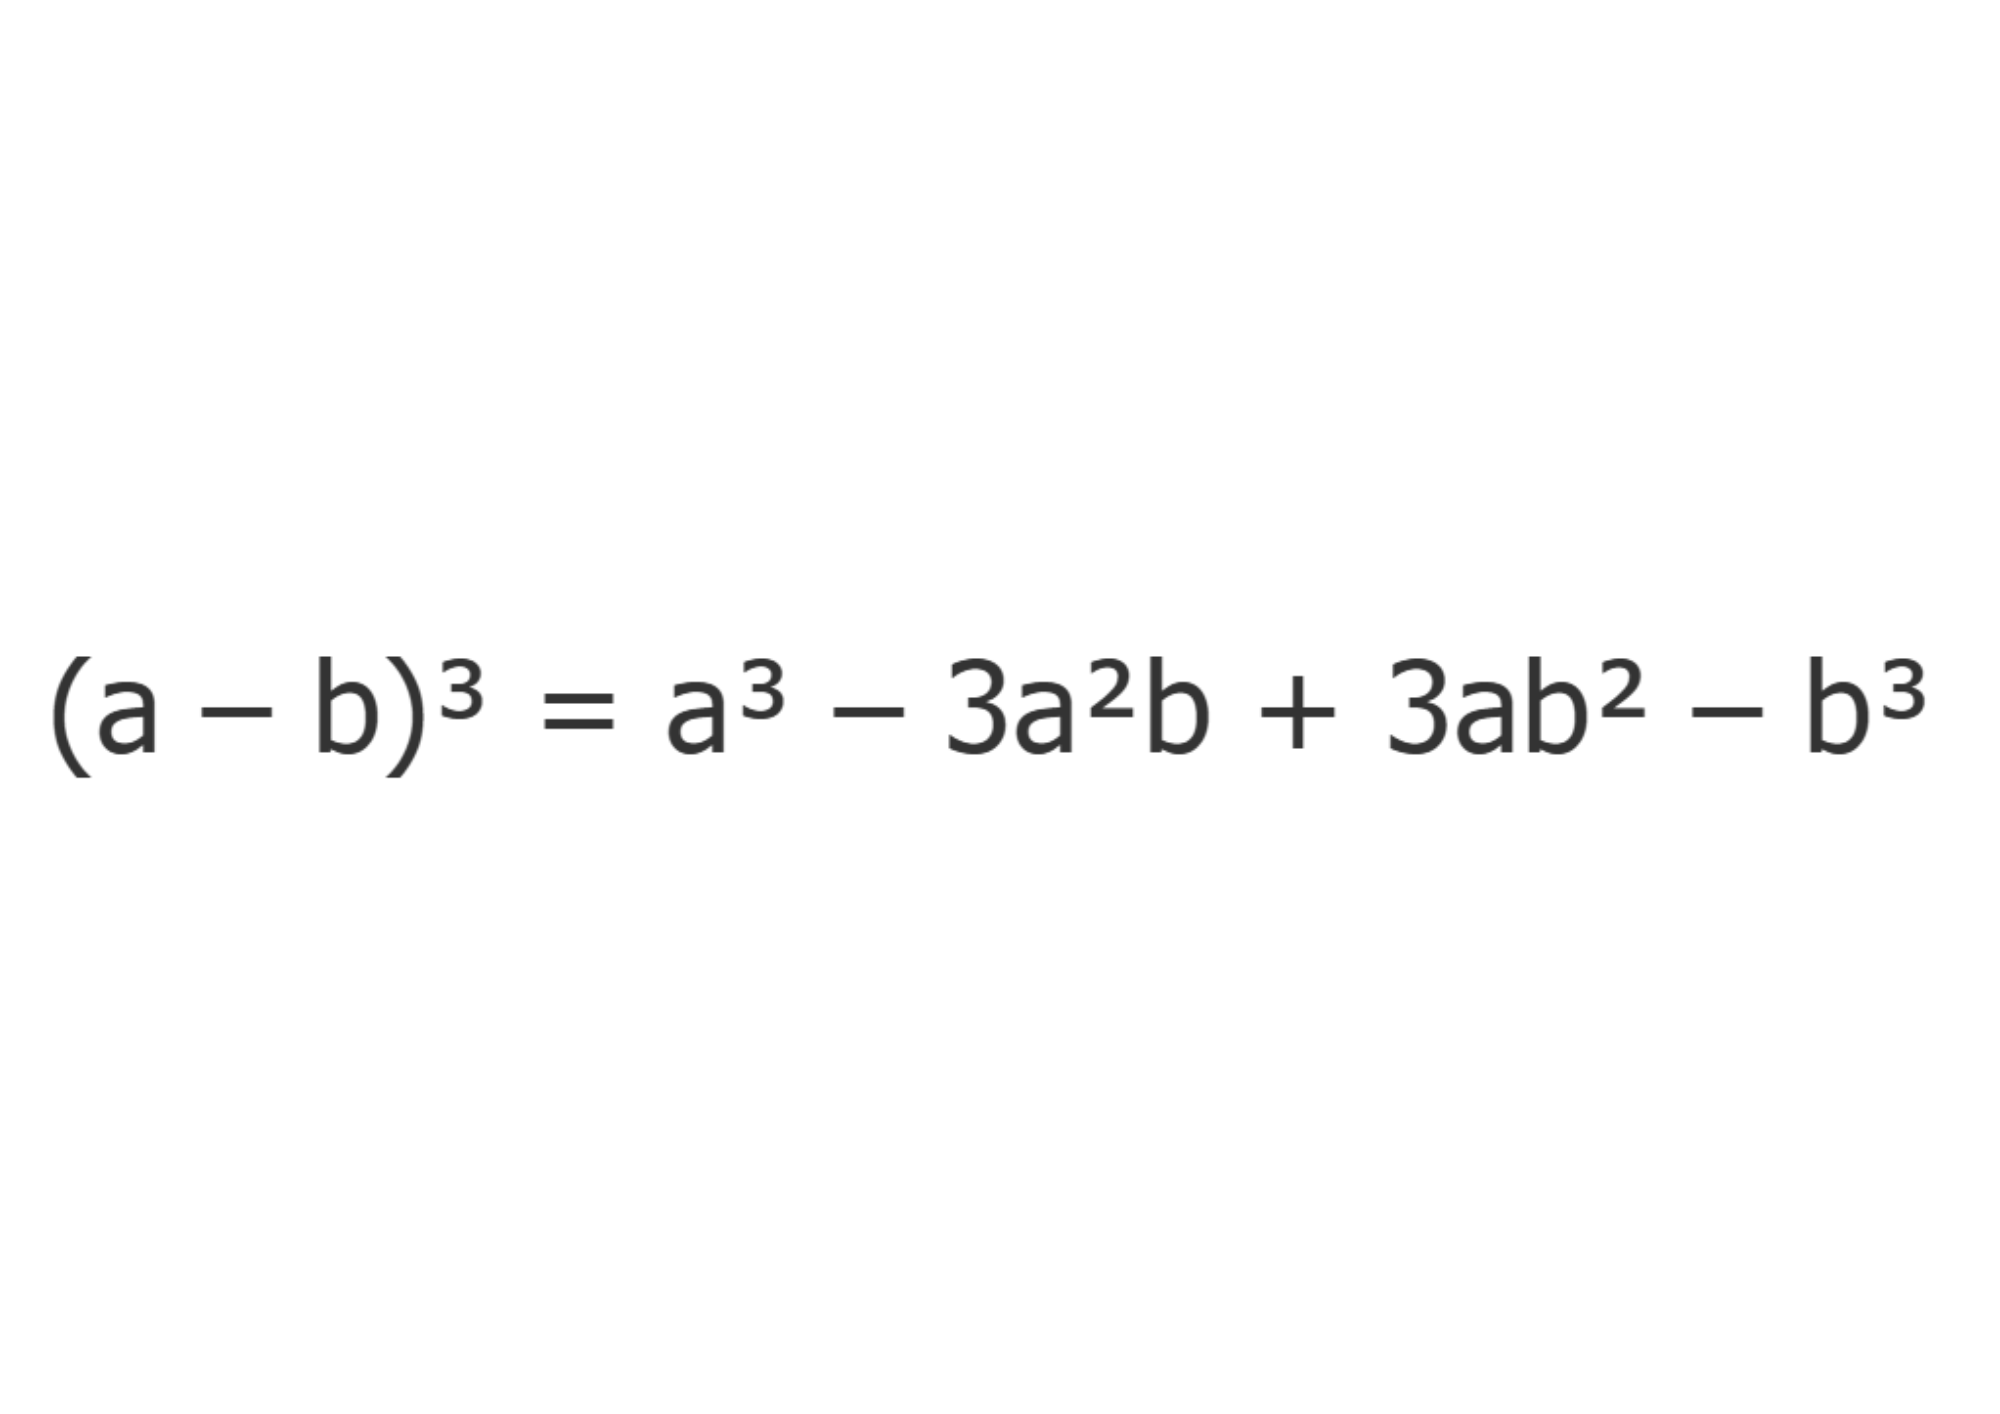 (a – b)³ = a³ – 3a²b + 3ab² – b³